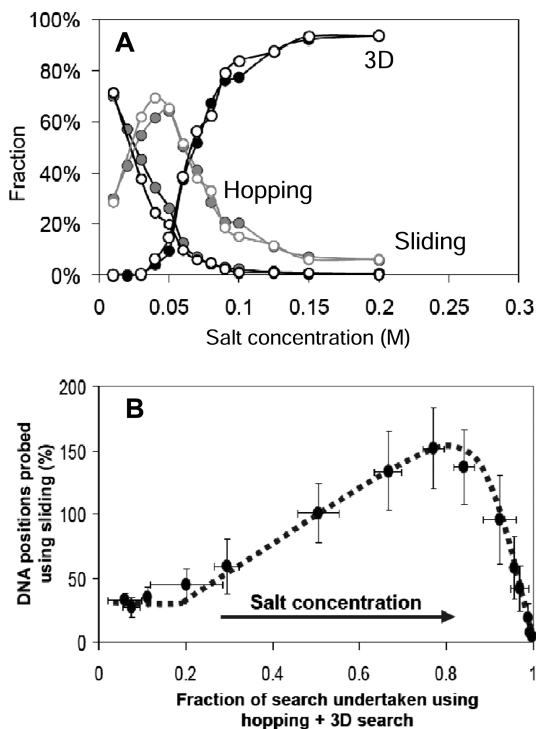 A
100%
80%
60%
40%
20%
0%
Fraction
3D
Hopping
Sliding
0 0.05 0.1 0.15 0.2 0.25 0.3
Salt concentration (M)
B
200
150
100
50
0
DNA positions probed
using sliding (%)
Salt concentration
0 0.2 0.4 0.6 0.8 1
Fraction of search undertaken using
hopping + 3D search